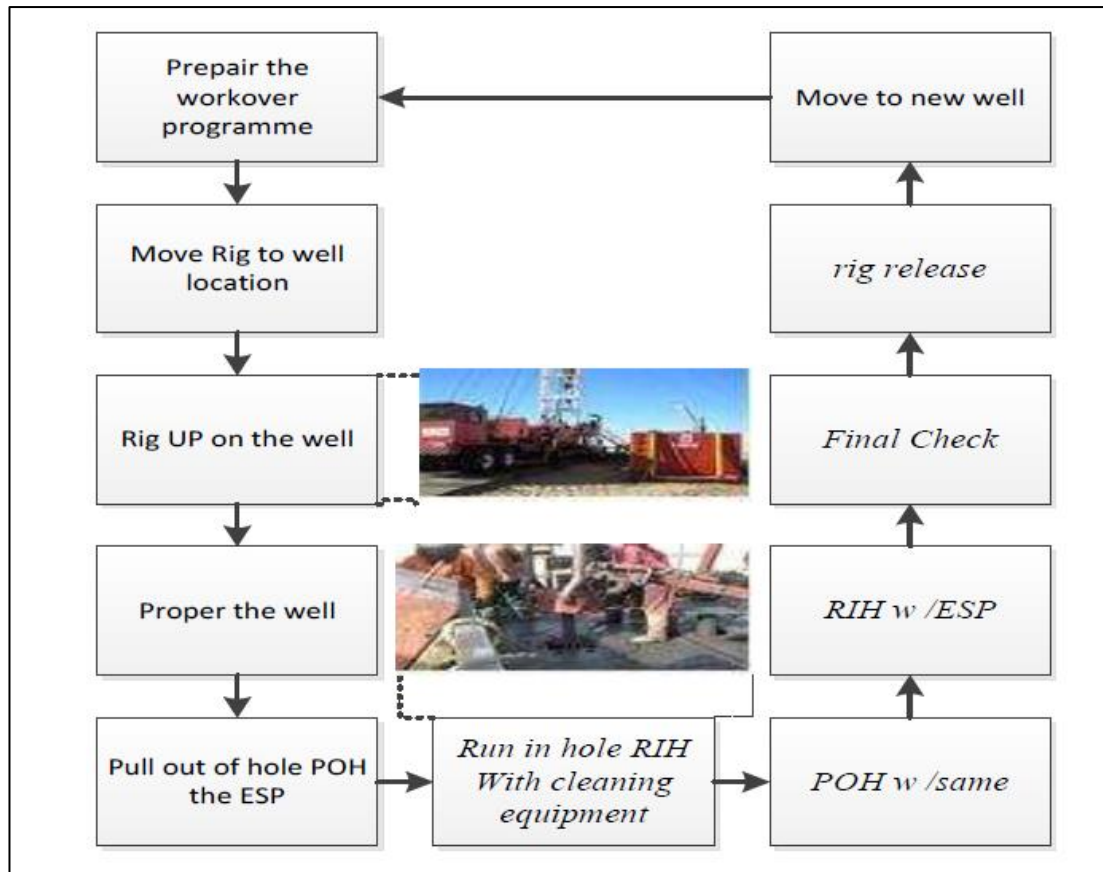 Prepair the
workover
programme
Move to new well
Move Rig to well
location
rig release
Rig UP on the well
Final Check
Proper the well
RIH w /ESP
Pull out of hole POH
the ESP
Run in hole RIH
With cleaning
equipment
POH w /same